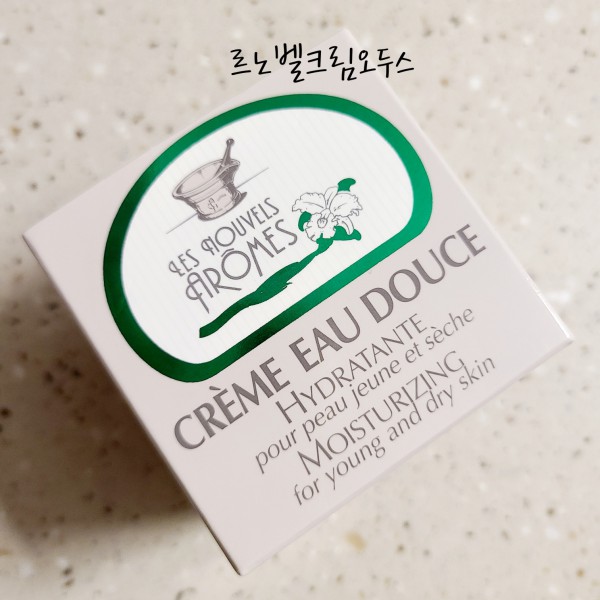 르노벨크림오두스
LES NOUVELS
ARÔMES
CRÈME EAU DOUCE
HYDRATANTE
pour peau jeune et sèche
MOISTURIZING
for young and dry skin